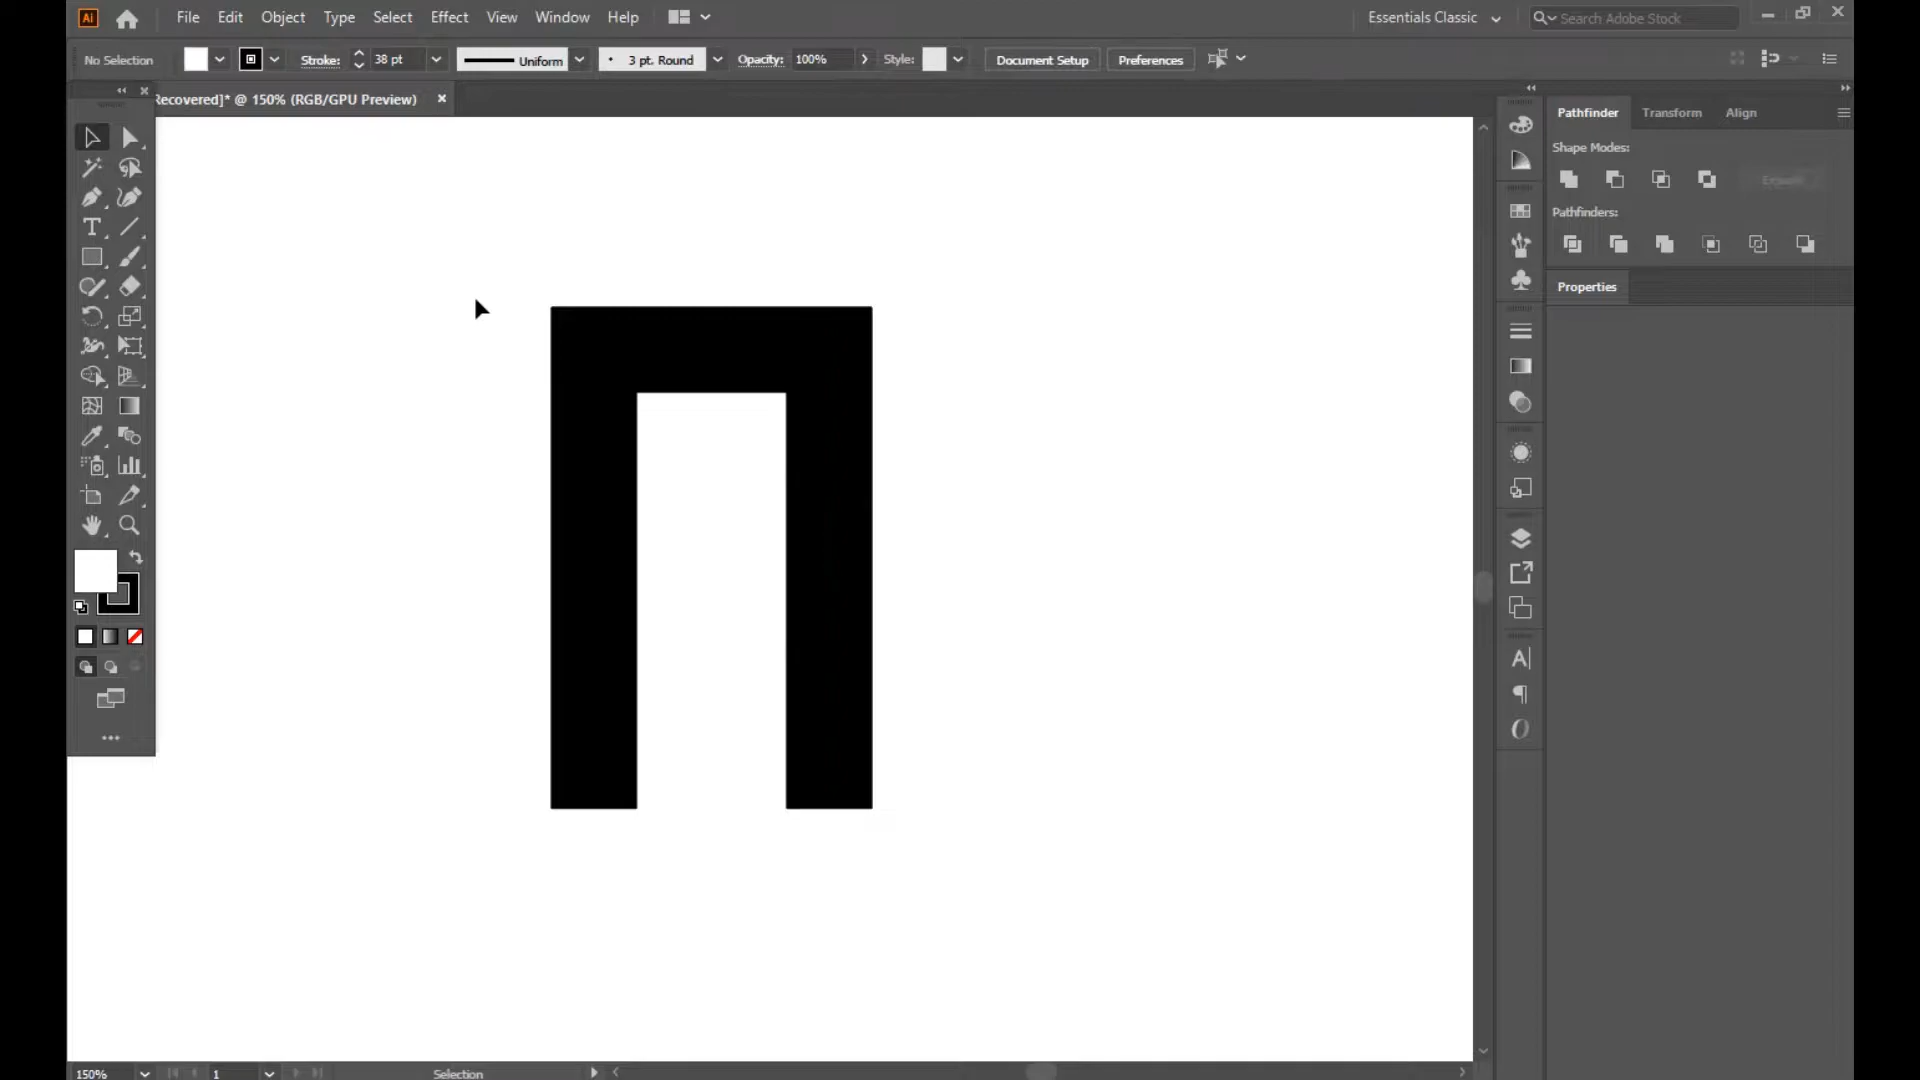 Ai File Edit Object Type Select Effect View Window Help Essentials Classic Search Adobe Stock
No Selection Stroke: 38 pt Uniform 3 pt. Round Opacity: 100% Style: Document Setup Preferences
Recovered]* @ 150% (RGB/GPU Preview)
Pathfinder Transform Align
Shape Modes:
Expand
Pathfinders:
Properties
150% 1 Selection